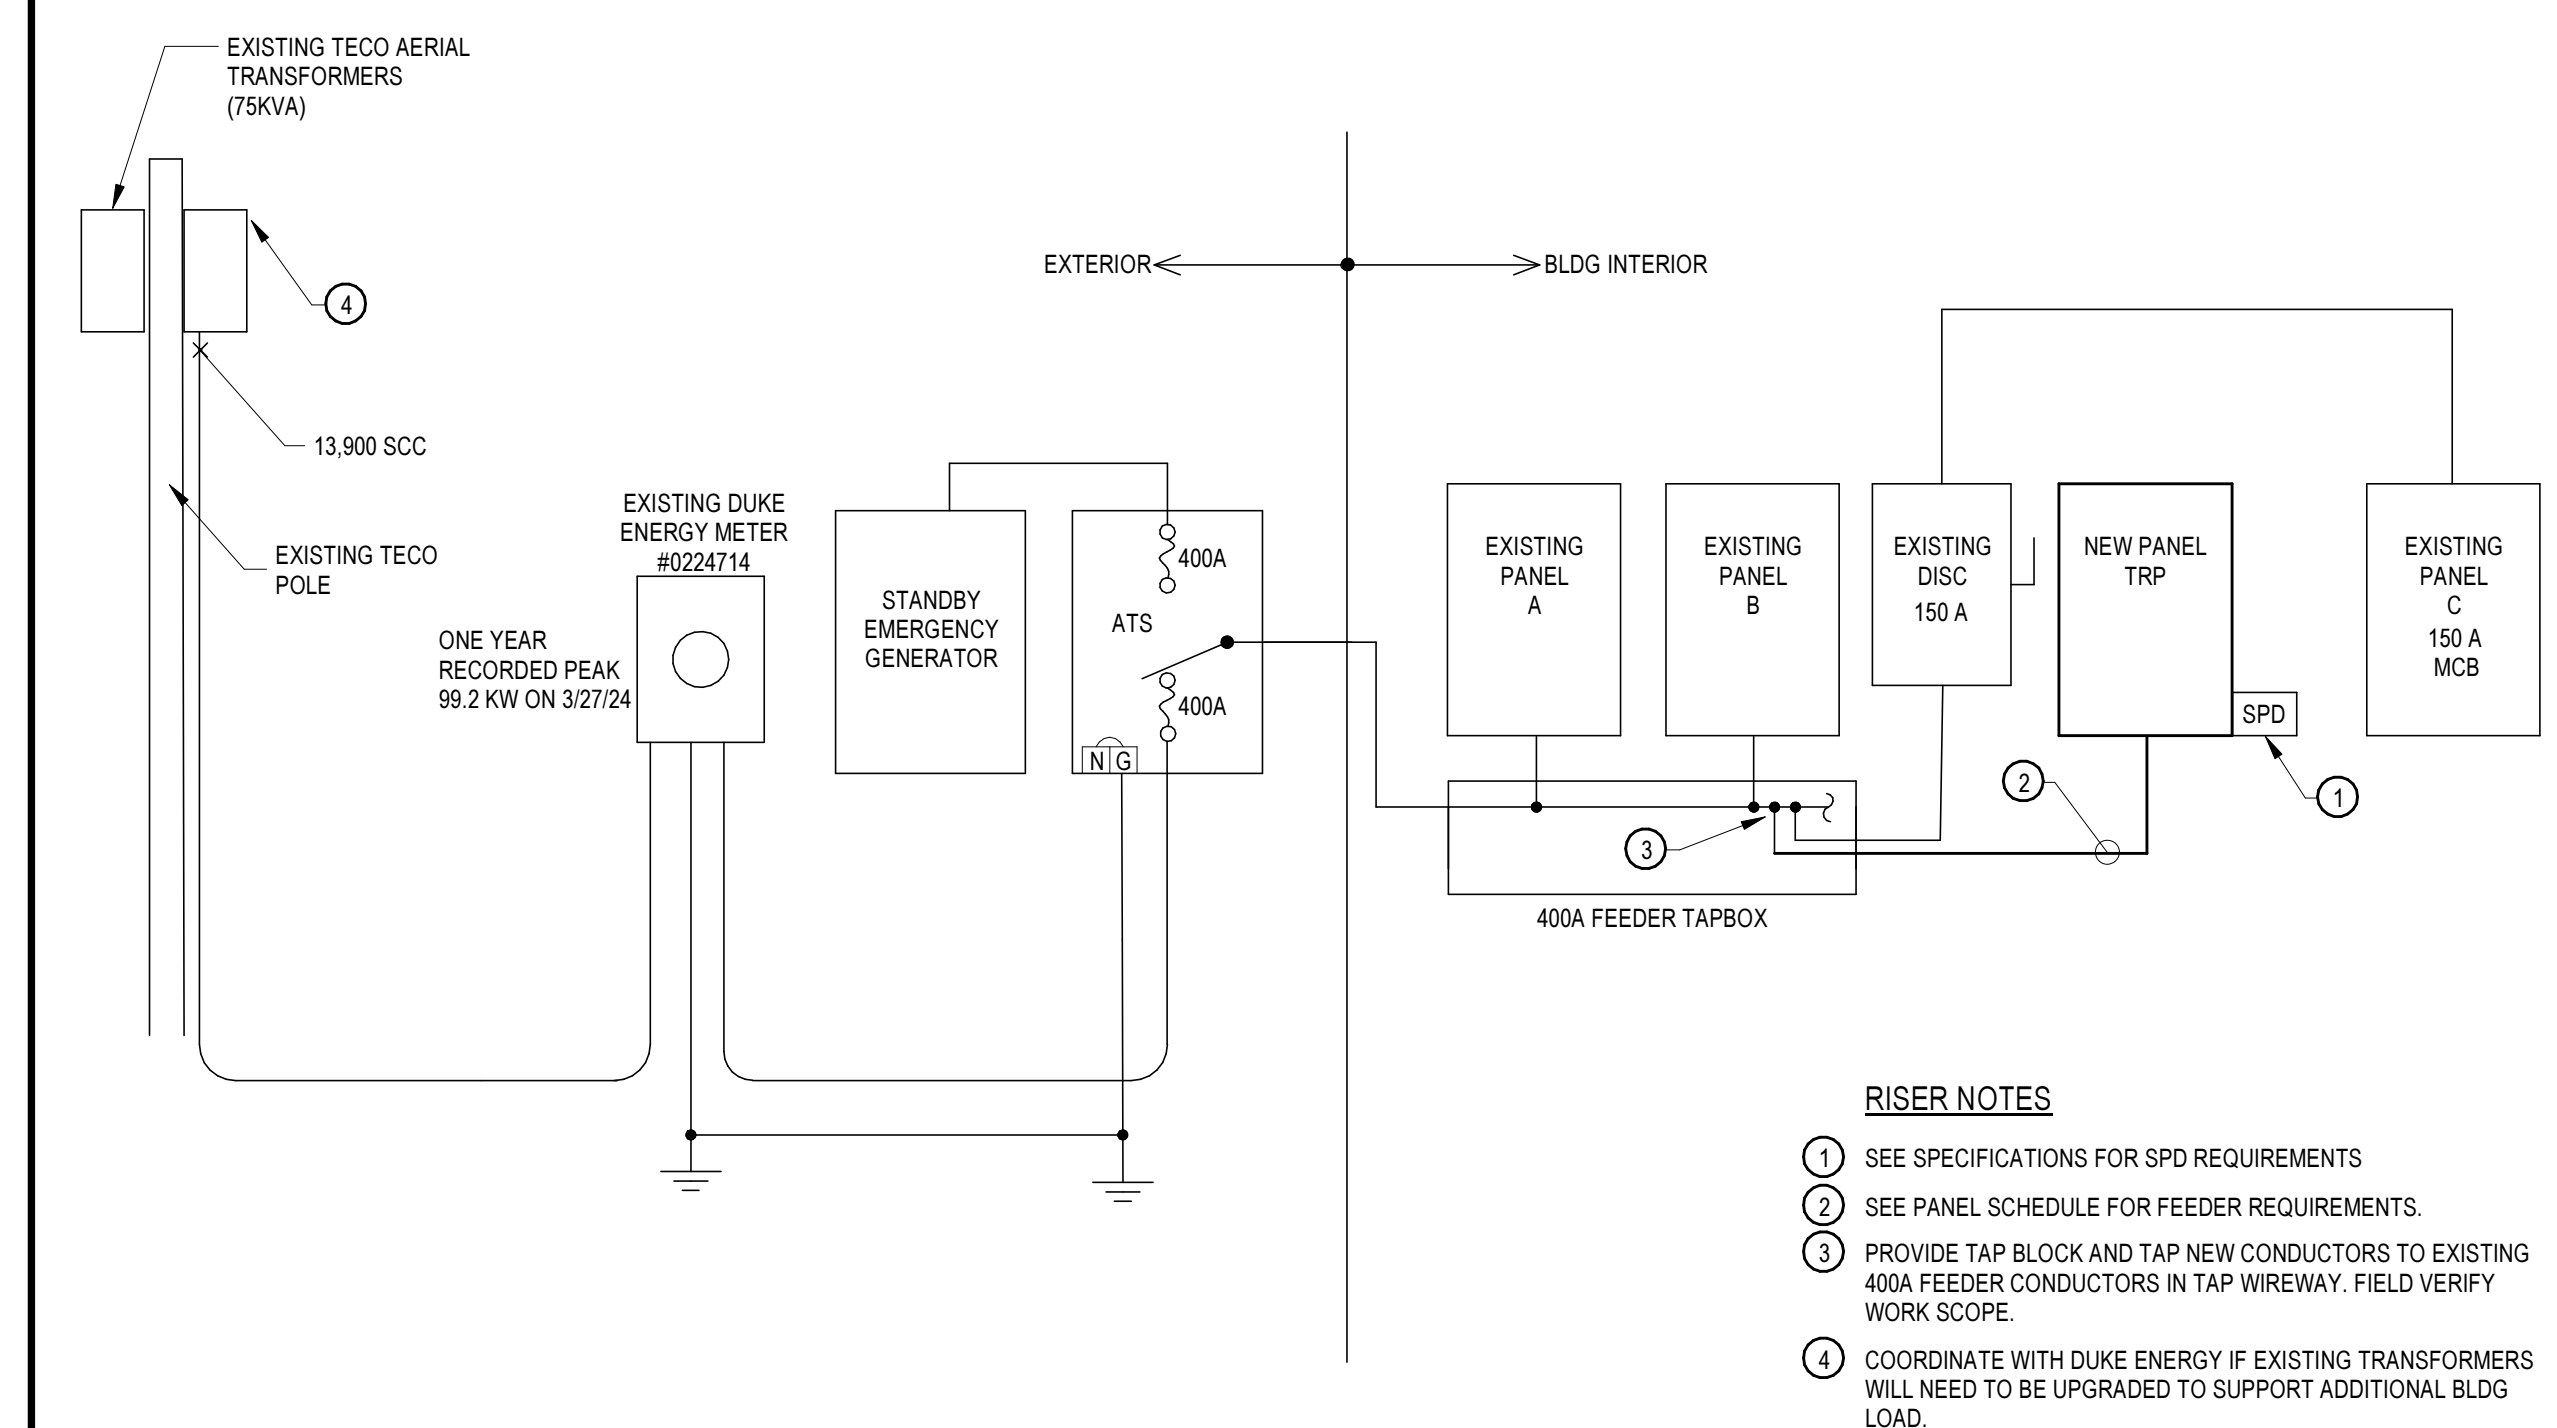 EXISTING TECO AERIAL
TRANSFORMERS
(75KVA)
4
13,900 SCC
EXISTING TECO
POLE
EXISTING DUKE
ENERGY METER
#0224714
ONE YEAR
RECORDED PEAK
99.2 KW ON 3/27/24
STANDBY
EMERGENCY
GENERATOR
400A
ATS
400A
N G
EXTERIOR
BLDG INTERIOR
EXISTING
PANEL
A
EXISTING
PANEL
B
EXISTING
DISC
150 A
NEW PANEL
TRP
SPD
EXISTING
PANEL
C
150 A
MCB
2
1
3
400A FEEDER TAPBOX
RISER NOTES
1 SEE SPECIFICATIONS FOR SPD REQUIREMENTS
2 SEE PANEL SCHEDULE FOR FEEDER REQUIREMENTS.
3 PROVIDE TAP BLOCK AND TAP NEW CONDUCTORS TO EXISTING
400A FEEDER CONDUCTORS IN TAP WIREWAY. FIELD VERIFY
WORK SCOPE.
4 COORDINATE WITH DUKE ENERGY IF EXISTING TRANSFORMERS
WILL NEED TO BE UPGRADED TO SUPPORT ADDITIONAL BLDG
LOAD.